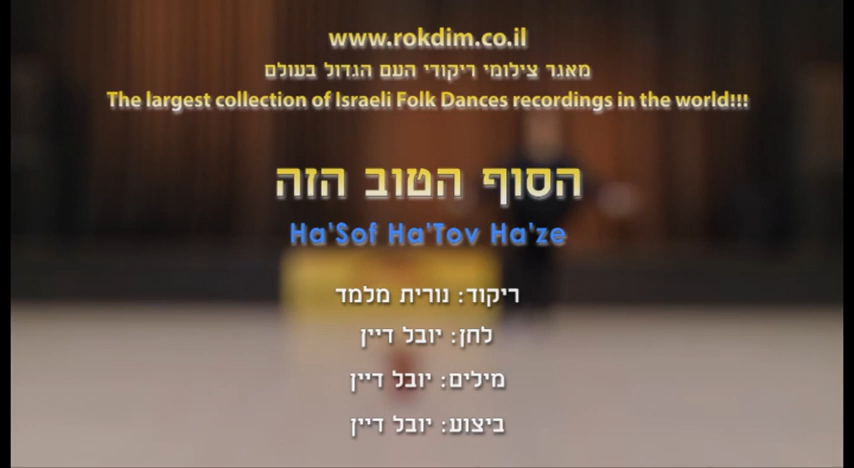 www.rokdim.co.il
מאגר צילומי ריקודי העם הגדול בעולם
The largest collection of Israeli Folk Dances recordings in the world!!!
הסוף הטוב הזה
Ha'Sof Ha'Tov Ha'ze
ריקוד: נורית מלמד
לחן: יובל דיין
מילים: יובל דיין
ביצוע: יובל דיין